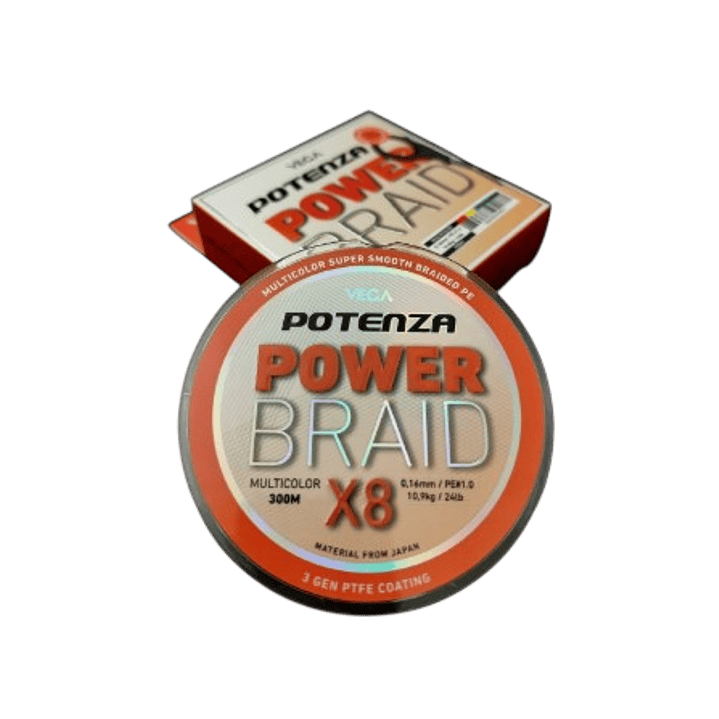 VEGA
POTENZA
POWER
BRAID
MULTICOLOR SUPER SMOOTH BRAIDED PE
VEGA
POTENZA
POWER
BRAID
MULTICOLOR
300M
X8
0,16mm / PE#1.0
10,9kg / 24lb
MATERIAL FROM JAPAN
3 GEN PTFE COATING